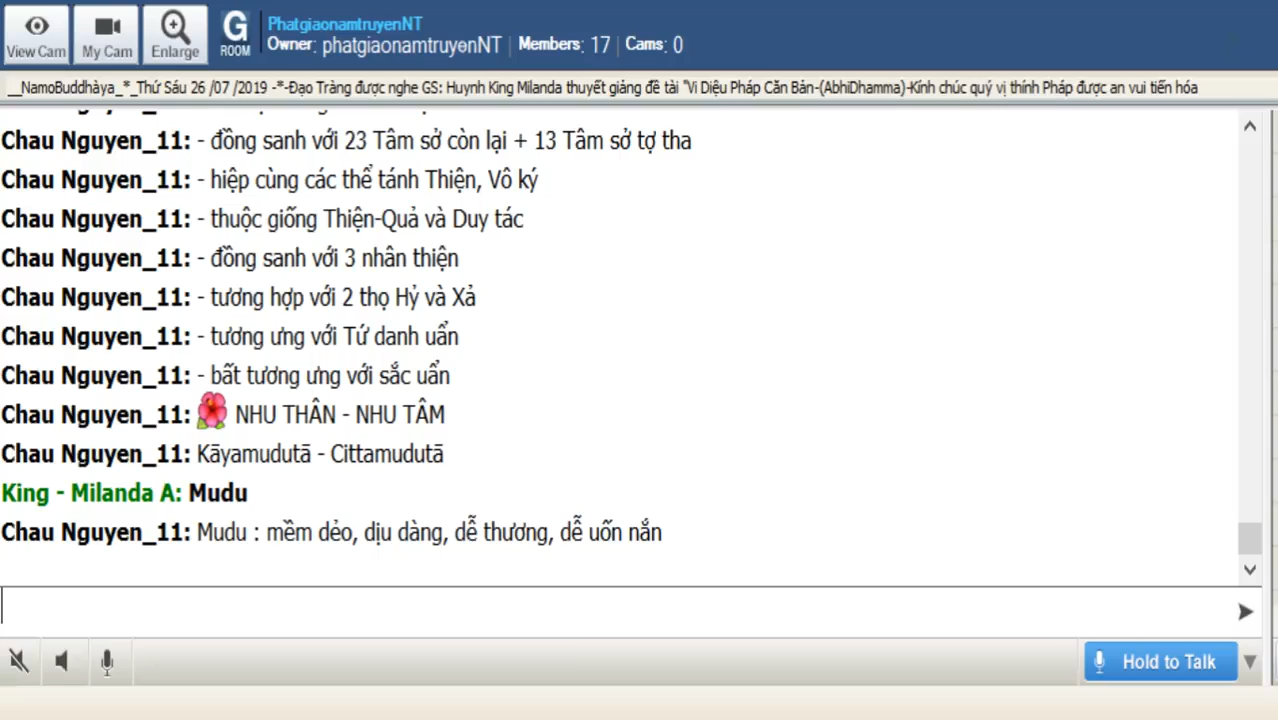 View Cam
My Cam
Enlarge
G
ROOM
PhatgiaonamtruyenNT
Owner: phatgiaonamtruyenNT | Members: 17 | Cams: 0
__NamoBuddhàya_*_Thứ Sáu 26 /07 /2019 -*-Đạo Tràng được nghe GS: Huynh King Milanda thuyết giảng đề tài "Vi Diệu Pháp Căn Bản-(AbhiDhamma)-Kính chúc quý vị thính Pháp được an vui tiến hóa
Chau Nguyen_11: - đồng sanh với 23 Tâm sở còn lại + 13 Tâm sở tợ tha
Chau Nguyen_11: - hiệp cùng các thể tánh Thiện, Vô ký
Chau Nguyen_11: - thuộc giống Thiện-Quả và Duy tác
Chau Nguyen_11: - đồng sanh với 3 nhân thiện
Chau Nguyen_11: - tương hợp với 2 thọ Hỷ và Xả
Chau Nguyen_11: - tương ưng với Tứ danh uẩn
Chau Nguyen_11: - bất tương ưng với sắc uẩn
Chau Nguyen_11: NHU THÂN - NHU TÂM
Chau Nguyen_11: Kāyamudutā - Cittamudutā
King - Milanda A: Mudu
Chau Nguyen_11: Mudu : mềm dẻo, dịu dàng, dễ thương, dễ uốn nắn
Hold to Talk